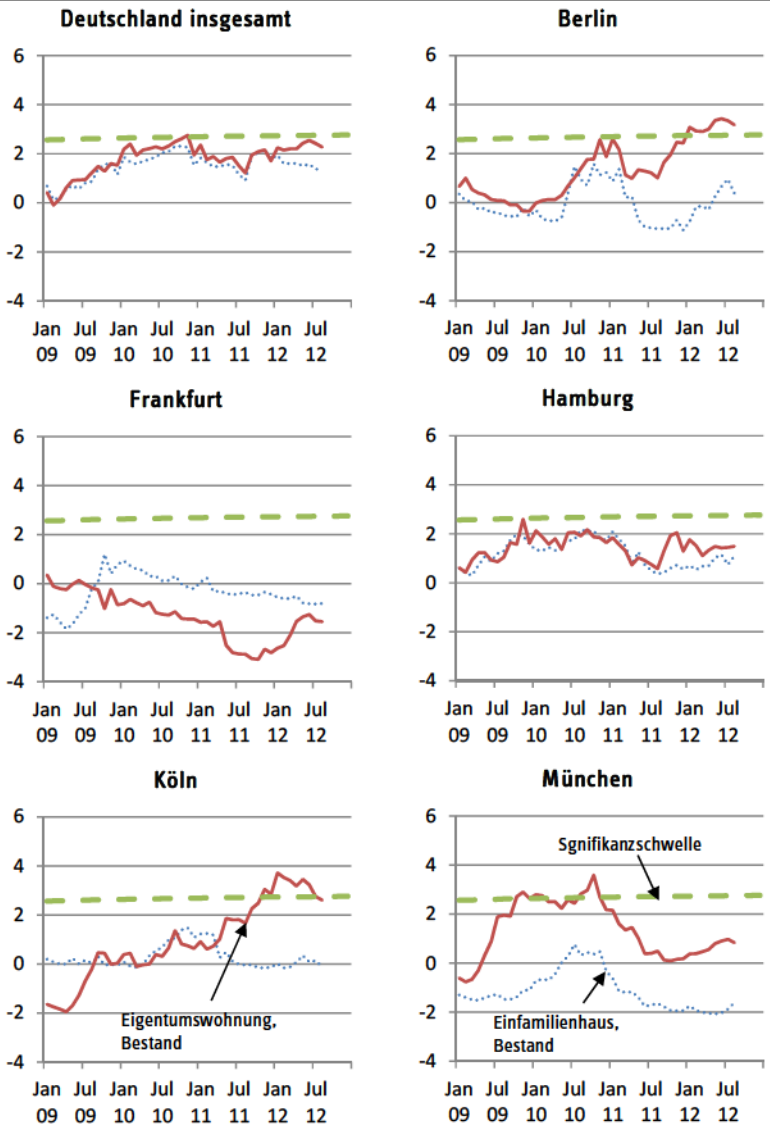 Deutschland insgesamt
6
4
2
0
-2
-4
Jan Jul Jan Jul Jan Jul Jan Jul
09 09 10 10 11 11 12 12
Berlin
6
4
2
0
-2
-4
Jan Jul Jan Jul Jan Jul Jan Jul
09 09 10 10 11 11 12 12
Frankfurt
6
4
2
0
-2
-4
Jan Jul Jan Jul Jan Jul Jan Jul
09 09 10 10 11 11 12 12
Hamburg
6
4
2
0
-2
-4
Jan Jul Jan Jul Jan Jul Jan Jul
09 09 10 10 11 11 12 12
Köln
6
4
2
0
-2
-4
Eigentumswohnung,
Bestand
Jan Jul Jan Jul Jan Jul Jan Jul
09 09 10 10 11 11 12 12
München
6
4
2
0
-2
-4
Sgnifikanzschwelle
Einfamilienhaus,
Bestand
Jan Jul Jan Jul Jan Jul Jan Jul
09 09 10 10 11 11 12 12